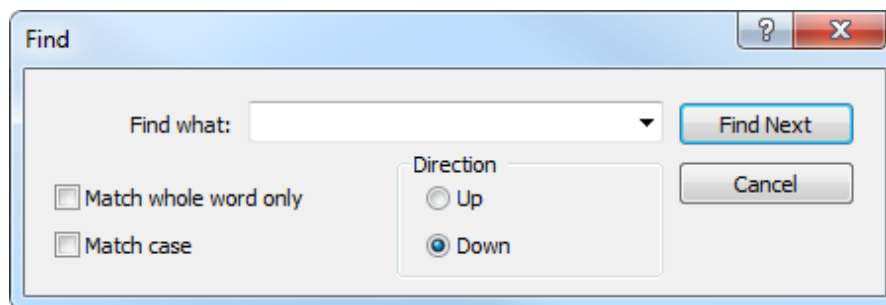 Find
Find what:
Find Next
Direction
Cancel
Match whole word only
Up
Match case
Down